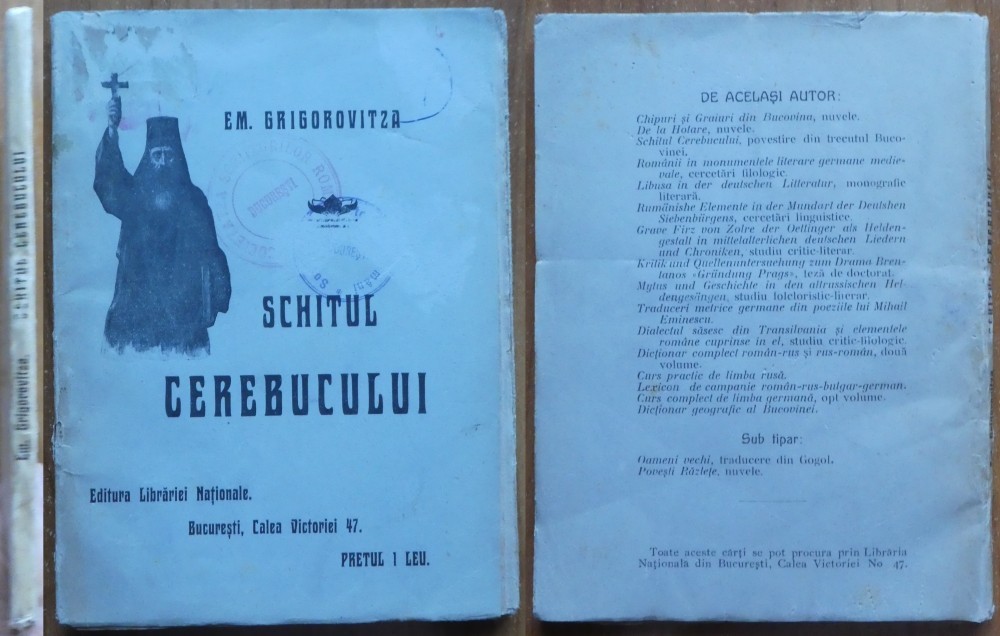 Em. Grigorovitza. SCHITUL CEREBUCULUI
EM. GRIGOROVITZA
BUCUREȘTI
SCHITUL
CEREBUCULUI
Editura Librăriei Naționale.
București, Calea Victoriei 47.
PRETUL 1 LEU.
DE ACELAȘI AUTOR:
Chipuri și Graiuri din Bucovina, nuvele.
De la Hotare, nuvele.
Schitul Cerebucului, povestire din trecutul Buco-
vinei.
Românii in monumentele literare germane medie-
vale, cercetări filologic.
Libusa in der deutschen Litteratur, monografie
literară.
Rumänishe Elemente in der Mundart der Deutshen
Siebenbürgens, cercetări linguistice.
Grave Firz von Zolre der Oettinger als Helden-
gestalt in mittelalterlichen deutschen Liedern
und Chroniken, studiu critic-literar.
Kritik und Quellenuntersuchung zum Drama Bren-
tanos «Gründung Prags», teză de doctorat.
Mytus und Geschichte in den altrussischen Hel-
dengesängen, studiu folcloristic-literar.
Traduceri metrice germane din poeziile lui Mihail
Eminescu.
Dialectul săsesc din Transilvania și elementele
române cuprinse in el, studiu critic-filologic.
Dicționar complect român-rus și rus-român, două
volume.
Curs practic de limba rusă.
Lexicon de campanie român-rus-bulgar-german.
Curs complect de limba germană, opt volume.
Dicționar geografic al Bucovinei.
Sub tipar:
Oameni vechi, traducere din Gogol.
Povești Răzlețe, nuvele.
Toate aceste cărți se pot procura prin Librăria
Națională din București, Calea Victoriei No 47.